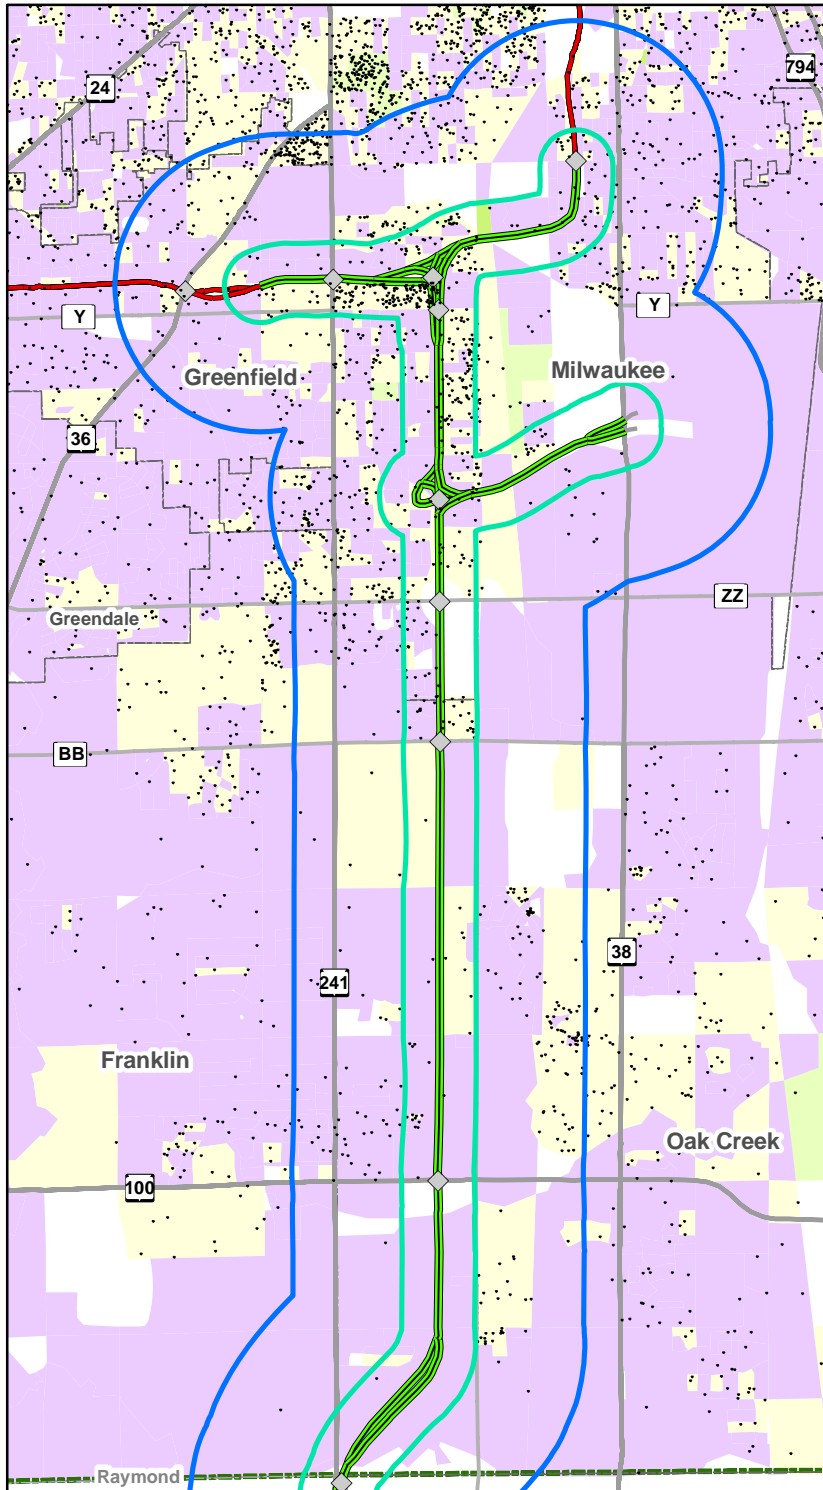 794
24
Y
Y
Milwaukee
Greenfield
36
ZZ
Greendale
BB
38
241
Franklin
Oak Creek
100
Raymond